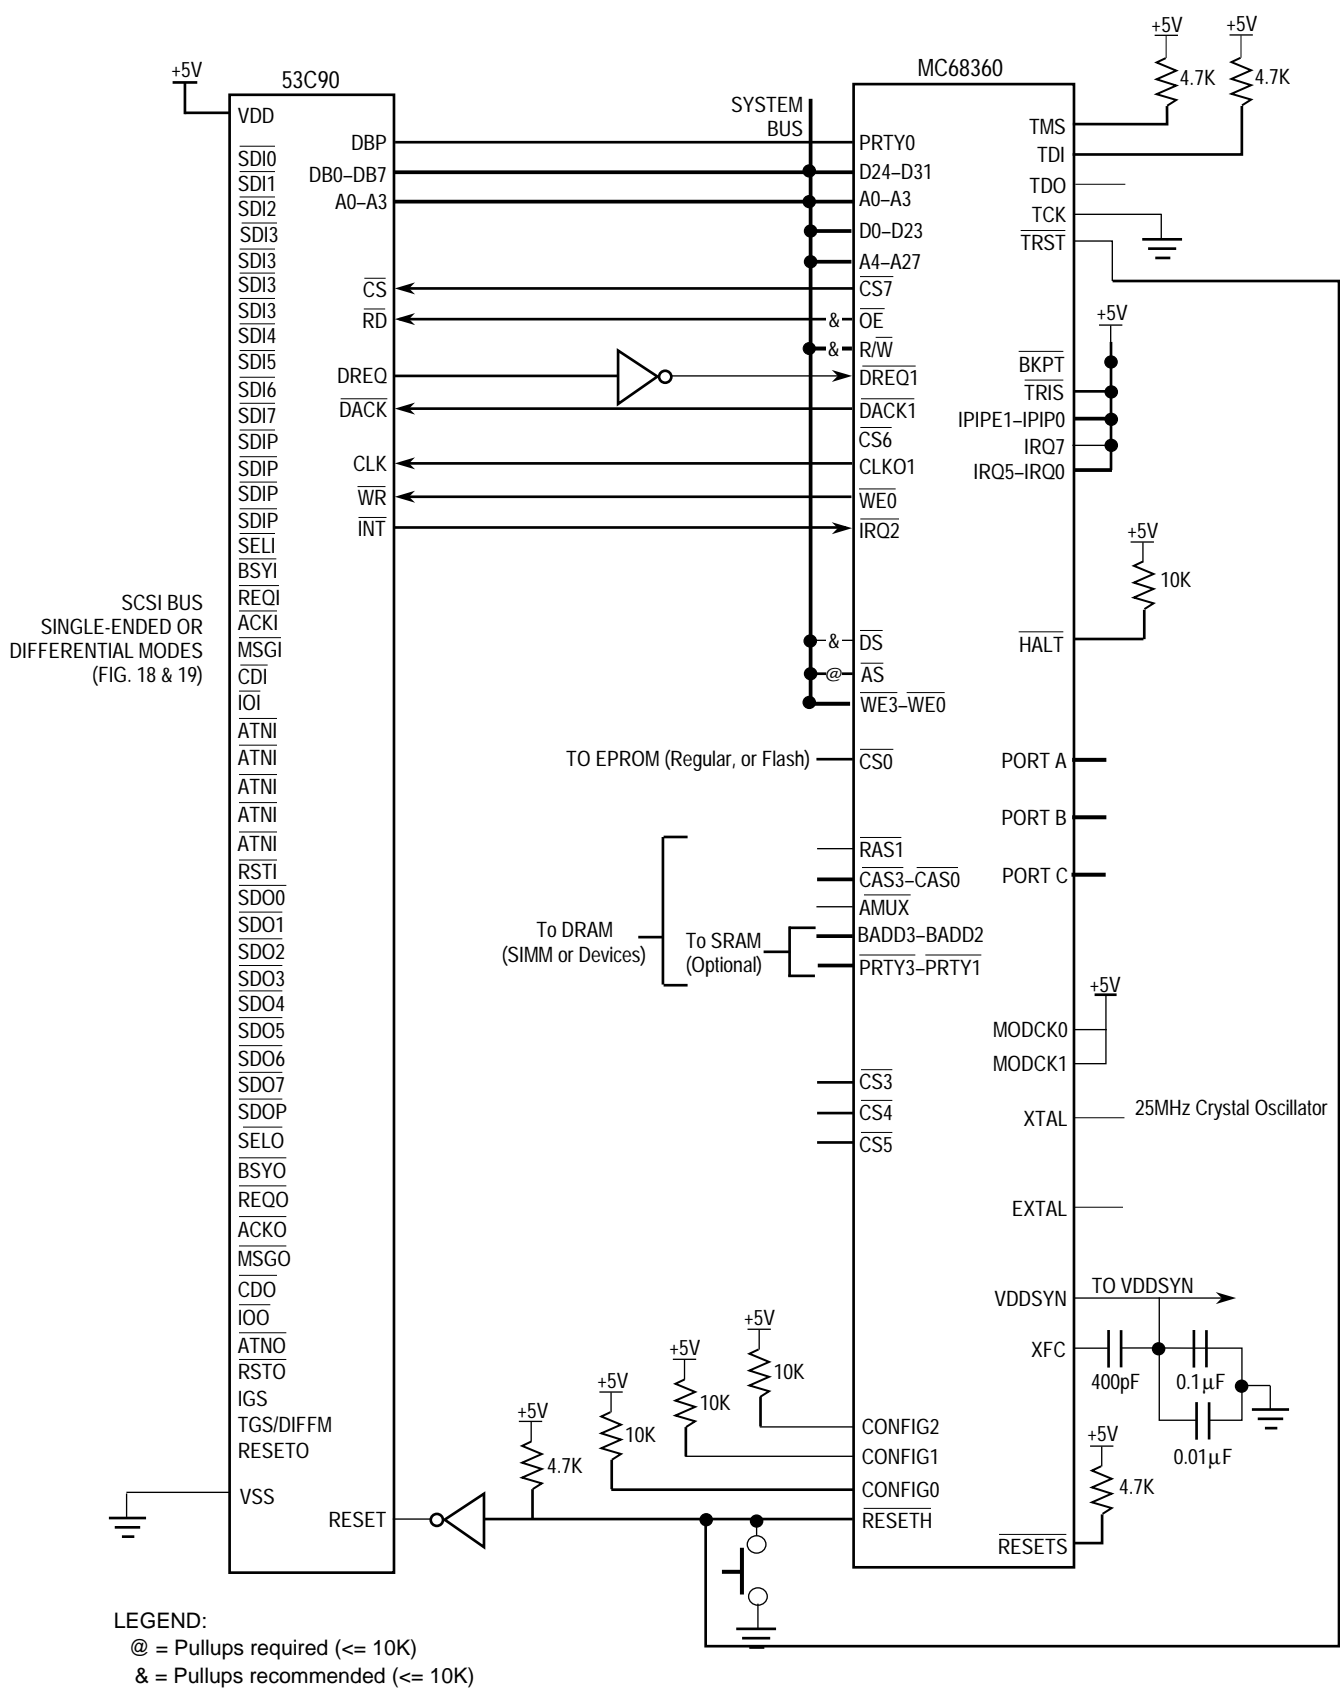 +5V
+5V
+5V
53C90
MC68360
4.7K
4.7K
SYSTEM
BUS
VDD
SDI0
SDI1
SDI2
SDI3
SDI3
SDI3
SDI3
SDI4
SDI5
SDI6
SDI7
SDIP
SDIP
SDIP
SDIP
SELI
BSYI
REQI
ACKI
MSGI
CDI
IOI
ATNI
ATNI
ATNI
ATNI
ATNI
RSTI
SDO0
SDO1
SDO2
SDO3
SDO4
SDO5
SDO6
SDO7
SDOP
SELO
BSYO
REQO
ACKO
MSGO
CDO
IOO
ATNO
RSTO
IGS
TGS/DIFFM
RESETO
VSS
SCSI BUS
SINGLE-ENDED OR
DIFFERENTIAL MODES
(FIG. 18 & 19)
DBP
DB0–DB7
A0–A3
CS
RD
DREQ
DACK
CLK
WR
INT
RESET
PRTY0
D24–D31
A0–A3
D0–D23
A4–A27
CS7
& OE
& R/W
DREQ1
DACK1
CS6
CLKO1
WE0
IRQ2
& DS
@ AS
WE3–WE0
TO EPROM (Regular, or Flash)
CS0
RAS1
CAS3–CAS0
AMUX
BADD3–BADD2
PRTY3–PRTY1
To DRAM
(SIMM or Devices)
To SRAM
(Optional)
CS3
CS4
CS5
CONFIG2
CONFIG1
CONFIG0
RESETH
+5V
10K
+5V
10K
+5V
10K
+5V
4.7K
TMS
TDI
TDO
TCK
TRST
+5V
BKPT
TRIS
IPIPE1–IPIP0
IRQ7
IRQ5–IRQ0
+5V
10K
HALT
PORT A
PORT B
PORT C
+5V
MODCK0
MODCK1
XTAL
25MHz Crystal Oscillator
EXTAL
VDDSYN
TO VDDSYN
XFC
400pF
0.1µF
0.01µF
+5V
4.7K
RESETS
LEGEND:
@ = Pullups required (<= 10K)
& = Pullups recommended (<= 10K)